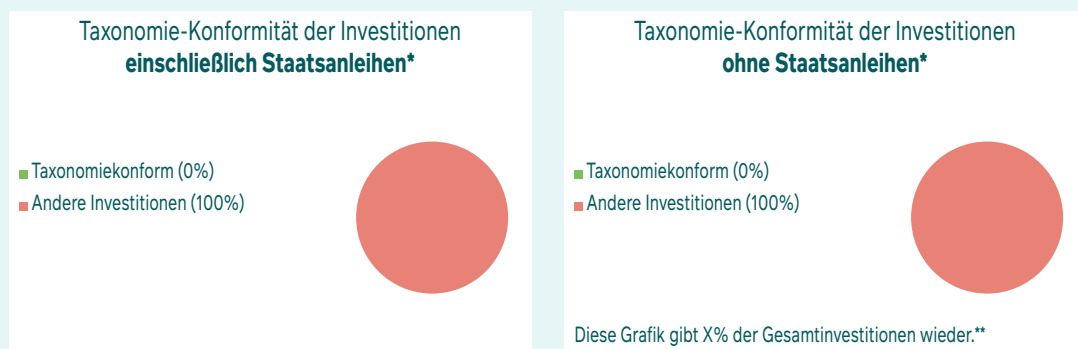 Taxonomie-Konformität der Investitionen
einschließlich Staatsanleihen*
Taxonomiekonform (0%)
Andere Investitionen (100%)
Taxonomie-Konformität der Investitionen
ohne Staatsanleihen*
Taxonomiekonform (0%)
Andere Investitionen (100%)
Diese Grafik gibt X% der Gesamtinvestitionen wieder.**